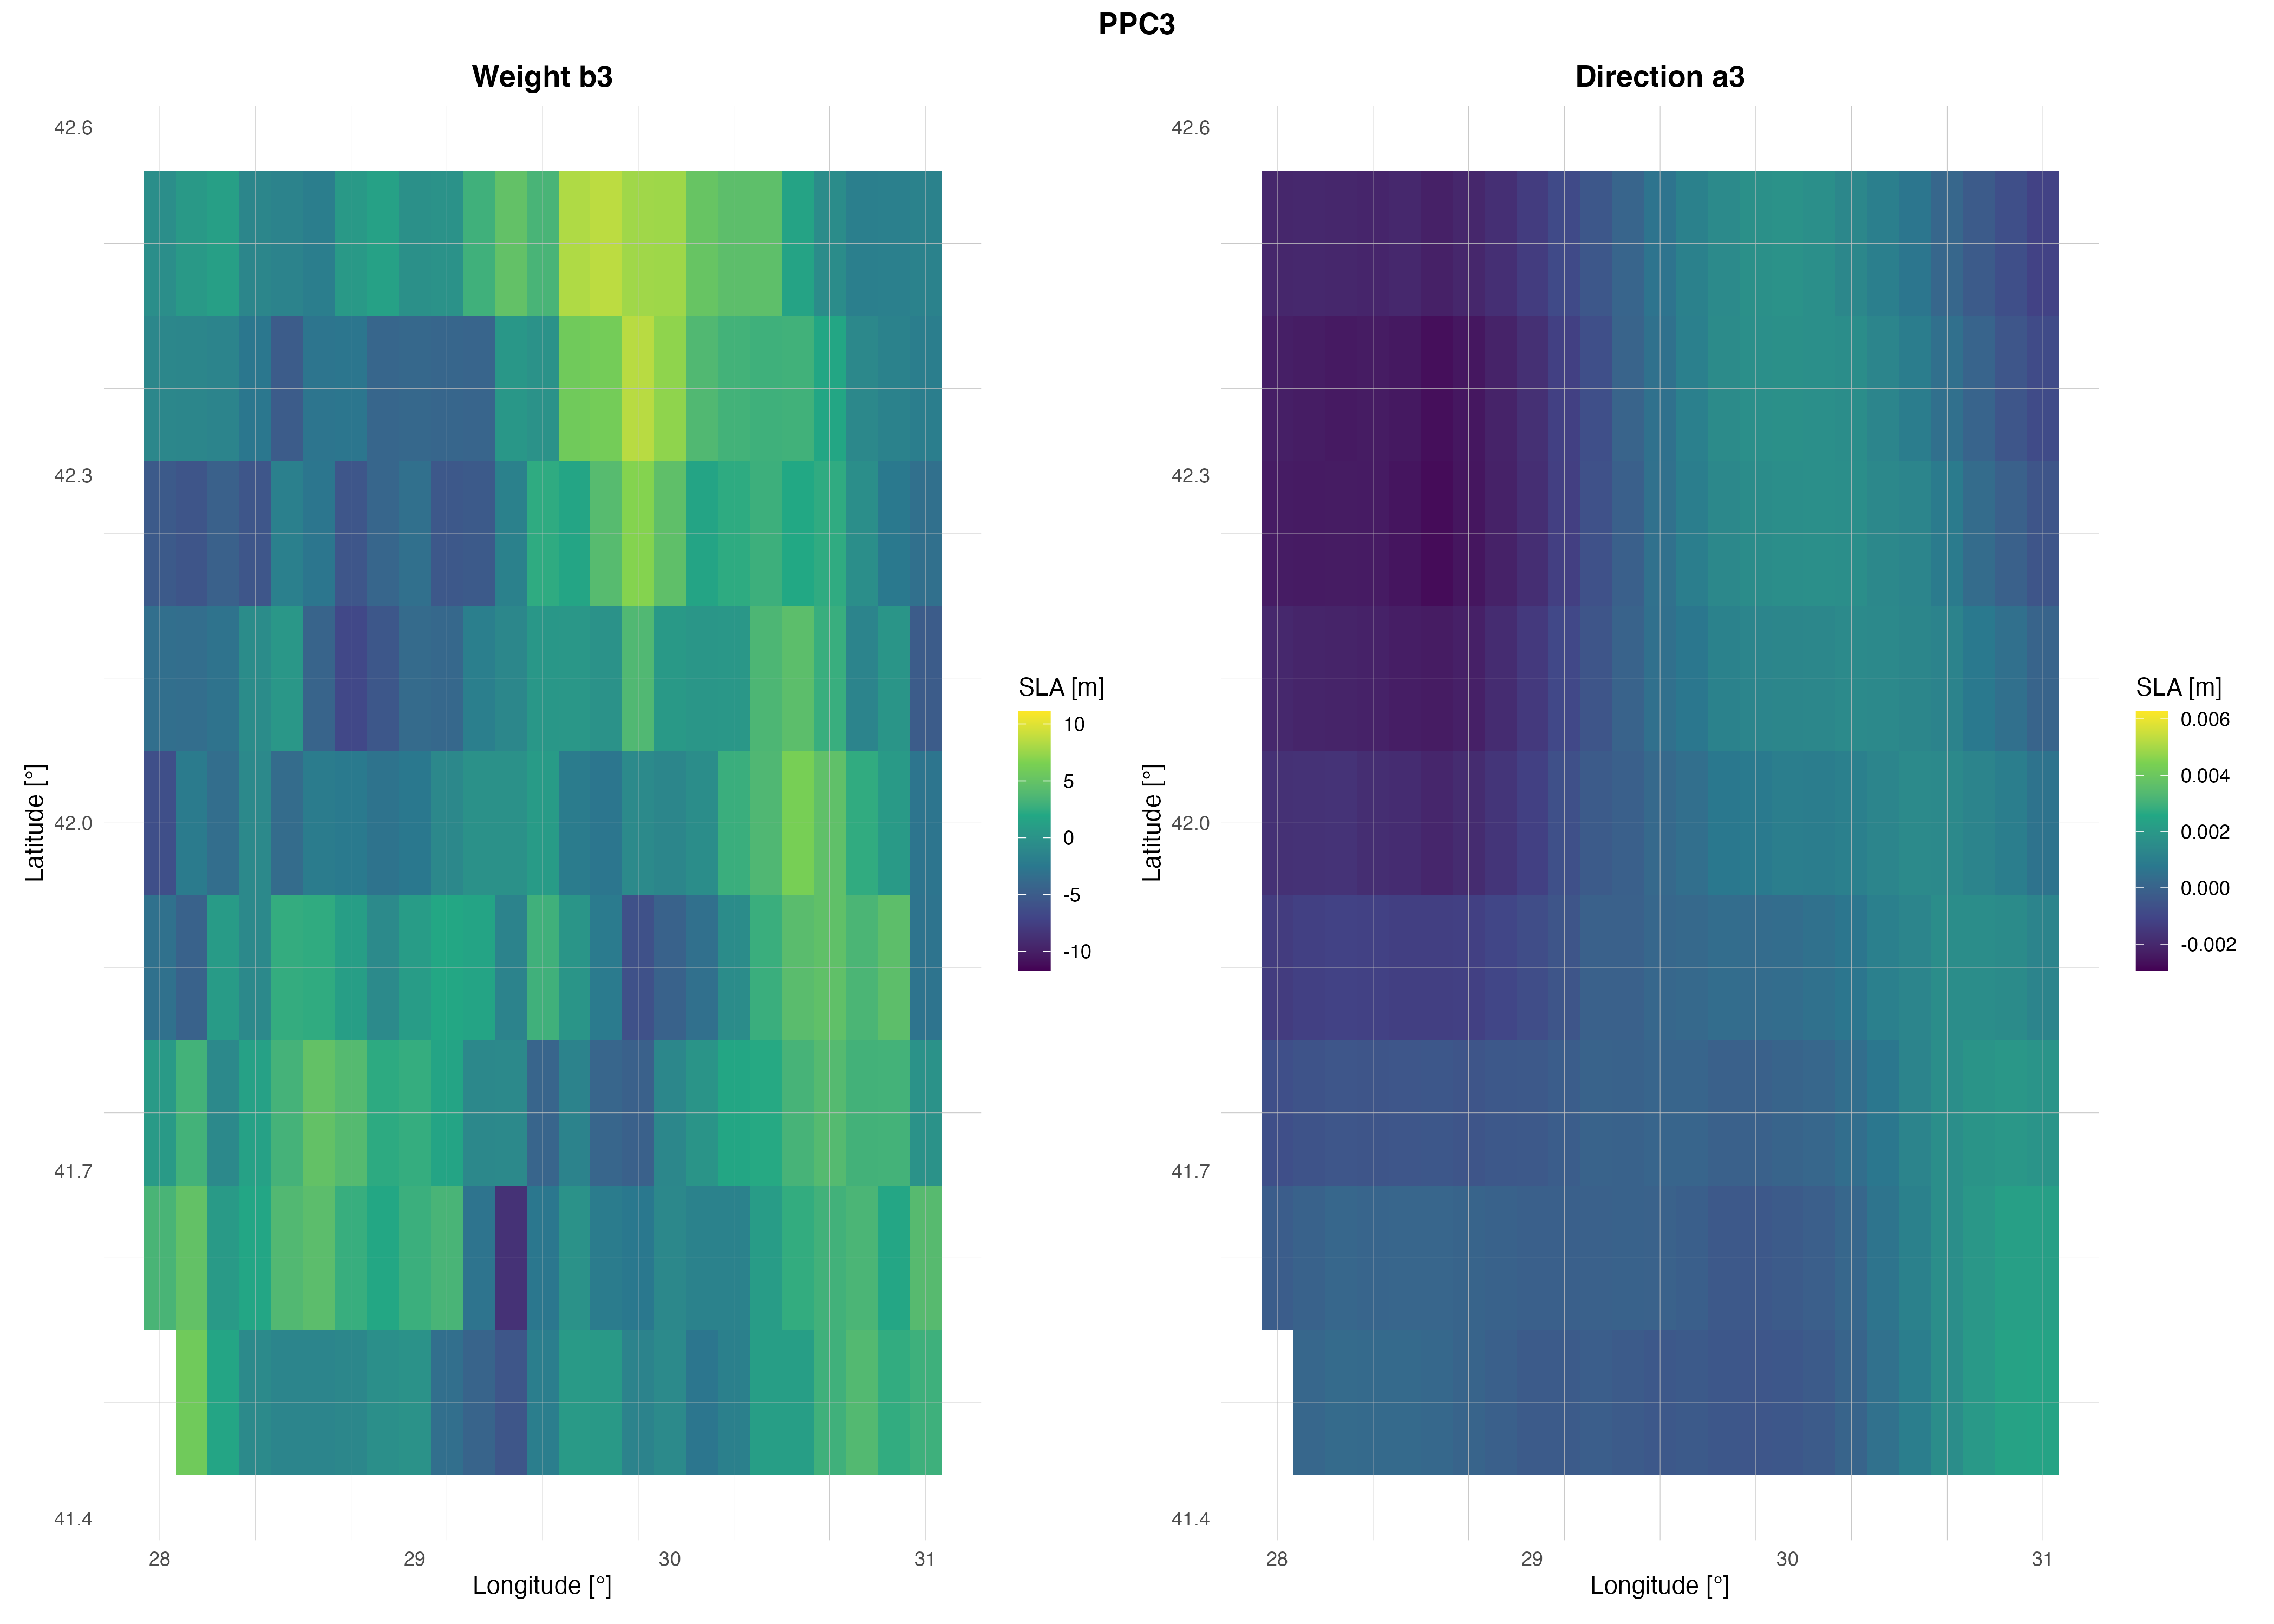 PPC3
Weight b3
42.6
42.3
42.0
41.7
41.4
28 29 30 31
Longitude [°]
Latitude [°]
SLA [m]
10
5
0
-5
-10
Direction a3
42.6
42.3
42.0
41.7
41.4
28 29 30 31
Longitude [°]
Latitude [°]
SLA [m]
0.006
0.004
0.002
0.000
-0.002